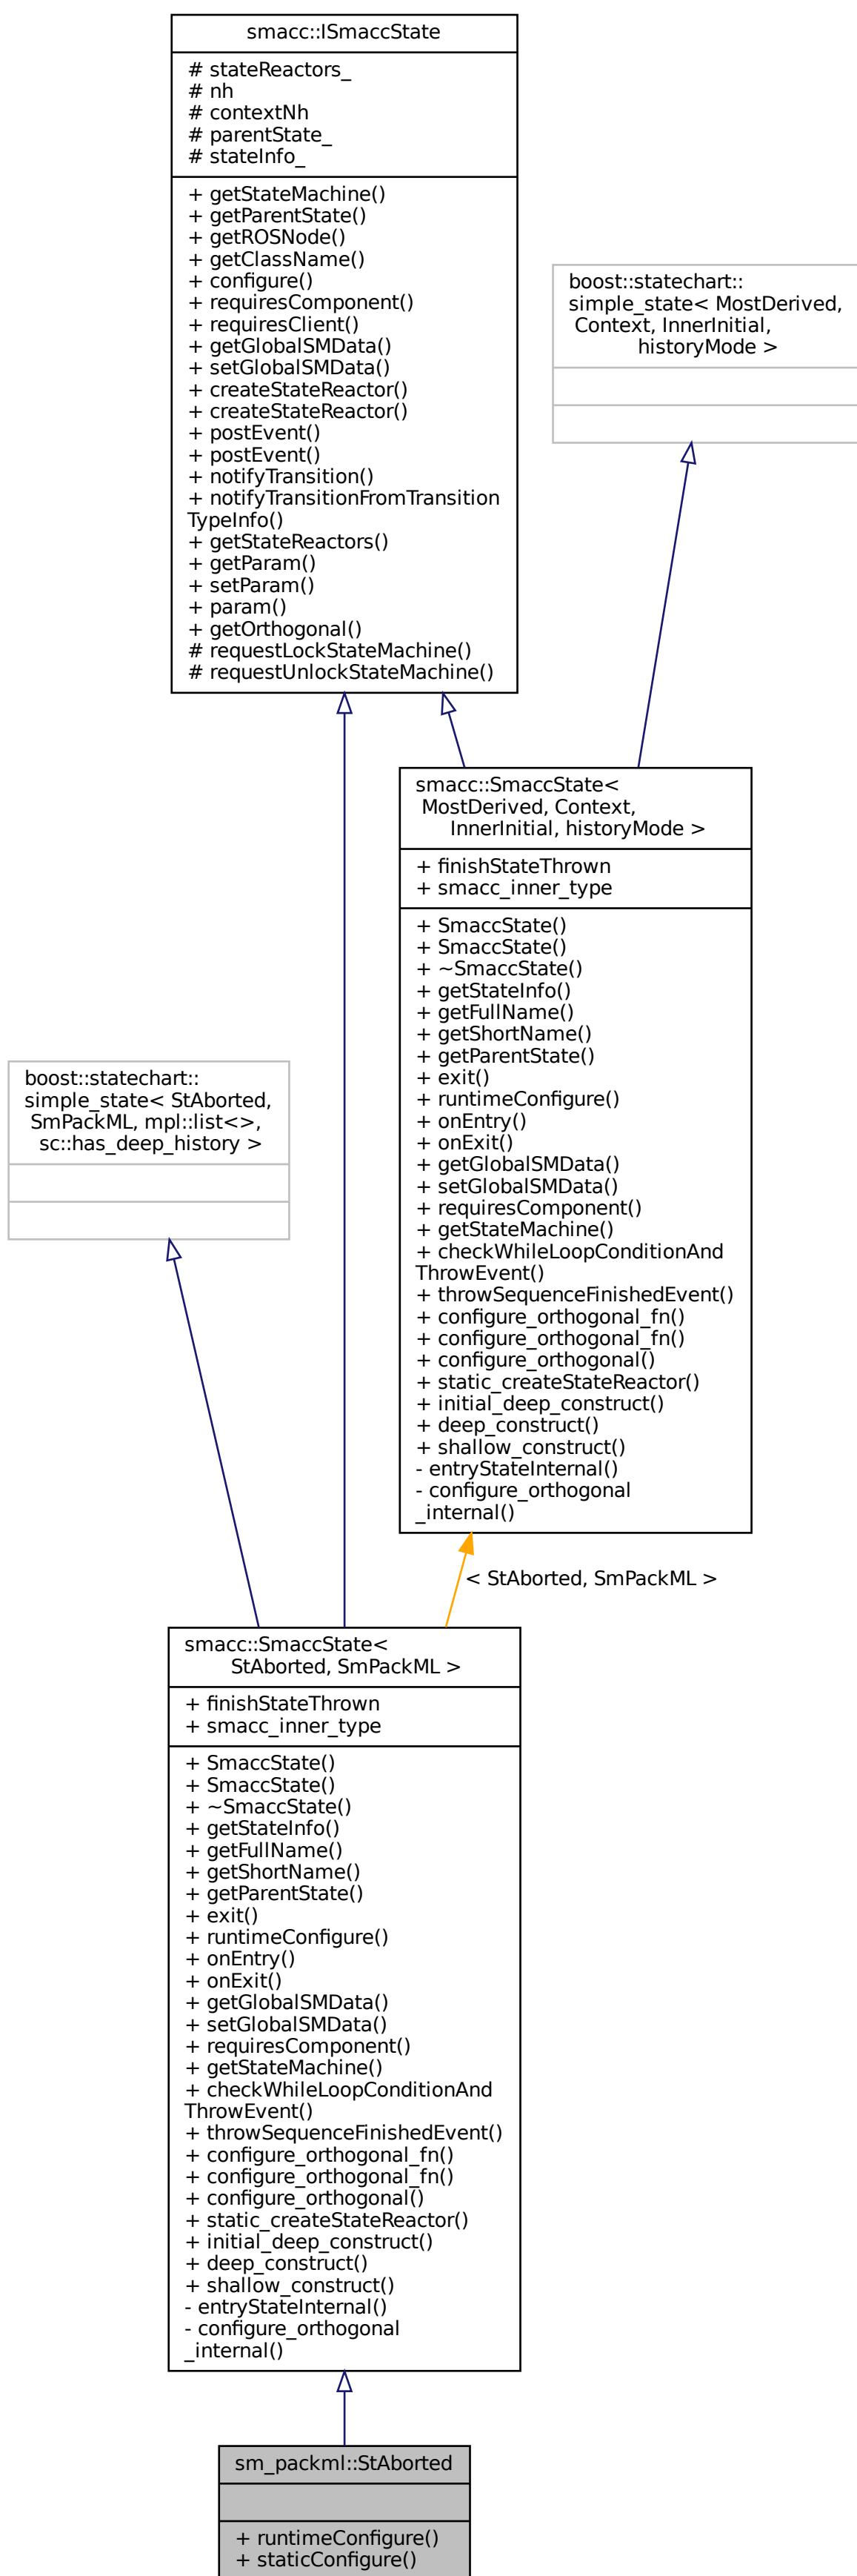 smacc::ISmaccState
# stateReactors_
# nh
# contextNh
# parentState_
# stateInfo_
+ getStateMachine()
+ getParentState()
+ getROSNode()
+ getClassName()
+ configure()
+ requiresComponent()
+ requiresClient()
+ getGlobalSMData()
+ setGlobalSMData()
+ createStateReactor()
+ createStateReactor()
+ postEvent()
+ postEvent()
+ notifyTransition()
+ notifyTransitionFromTransition
TypeInfo()
+ getStateReactors()
+ getParam()
+ setParam()
+ param()
+ getOrthogonal()
# requestLockStateMachine()
# requestUnlockStateMachine()
boost::statechart::
simple_state< MostDerived,
Context, InnerInitial,
historyMode >
smacc::SmaccState<
MostDerived, Context,
InnerInitial, historyMode >
+ finishStateThrown
+ smacc_inner_type
+ SmaccState()
+ SmaccState()
+ ~SmaccState()
+ getStateInfo()
+ getFullName()
+ getShortName()
+ getParentState()
+ exit()
+ runtimeConfigure()
+ onEntry()
+ onExit()
+ getGlobalSMData()
+ setGlobalSMData()
+ requiresComponent()
+ getStateMachine()
+ checkWhileLoopConditionAnd
ThrowEvent()
+ throwSequenceFinishedEvent()
+ configure_orthogonal_fn()
+ configure_orthogonal_fn()
+ configure_orthogonal()
+ static_createStateReactor()
+ initial_deep_construct()
+ deep_construct()
+ shallow_construct()
- entryStateInternal()
- configure_orthogonal
_internal()
boost::statechart::
simple_state< StAborted,
SmPackML, mpl::list<>,
sc::has_deep_history >
< StAborted, SmPackML >
smacc::SmaccState<
StAborted, SmPackML >
+ finishStateThrown
+ smacc_inner_type
+ SmaccState()
+ SmaccState()
+ ~SmaccState()
+ getStateInfo()
+ getFullName()
+ getShortName()
+ getParentState()
+ exit()
+ runtimeConfigure()
+ onEntry()
+ onExit()
+ getGlobalSMData()
+ setGlobalSMData()
+ requiresComponent()
+ getStateMachine()
+ checkWhileLoopConditionAnd
ThrowEvent()
+ throwSequenceFinishedEvent()
+ configure_orthogonal_fn()
+ configure_orthogonal_fn()
+ configure_orthogonal()
+ static_createStateReactor()
+ initial_deep_construct()
+ deep_construct()
+ shallow_construct()
- entryStateInternal()
- configure_orthogonal
_internal()
sm_packml::StAborted
+ runtimeConfigure()
+ staticConfigure()